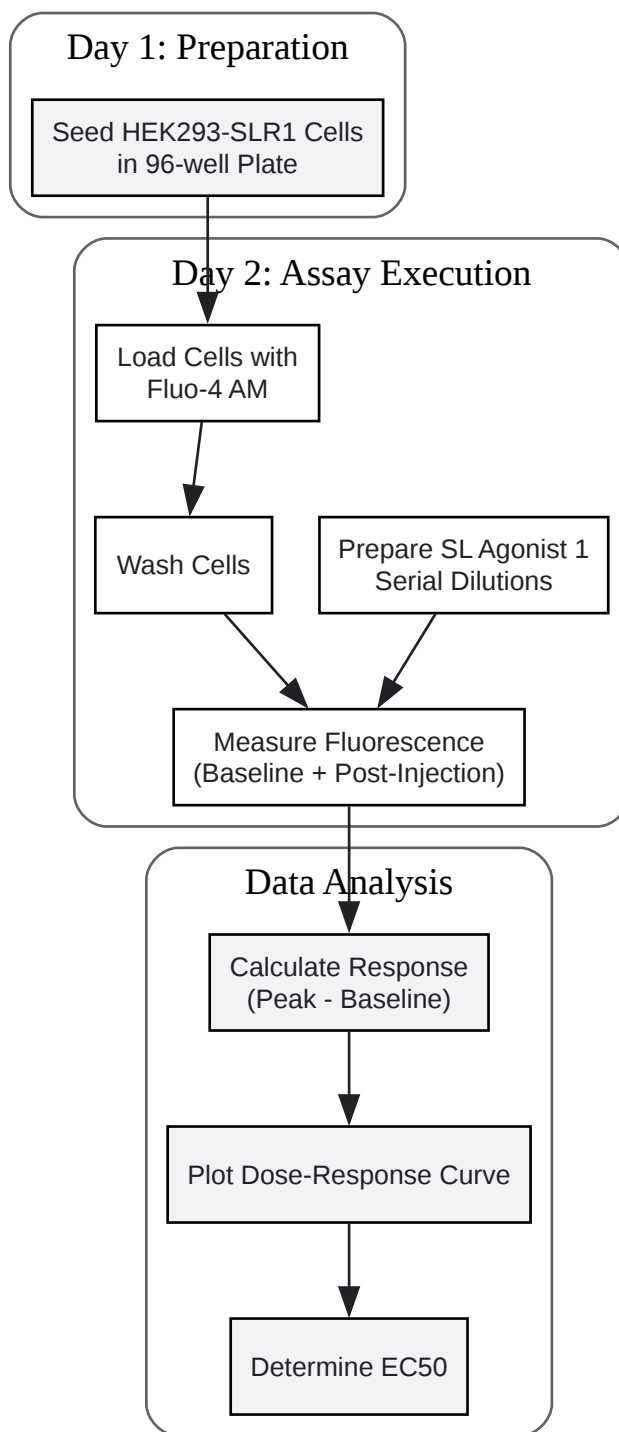 Day 1: Preparation
Seed HEK293-SLR1 Cells
in 96-well Plate
Day 2: Assay Execution
Load Cells with
Fluo-4 AM
Wash Cells
Prepare SL Agonist 1
Serial Dilutions
Measure Fluorescence
(Baseline + Post-Injection)
Data Analysis
Calculate Response
(Peak - Baseline)
Plot Dose-Response Curve
Determine EC50